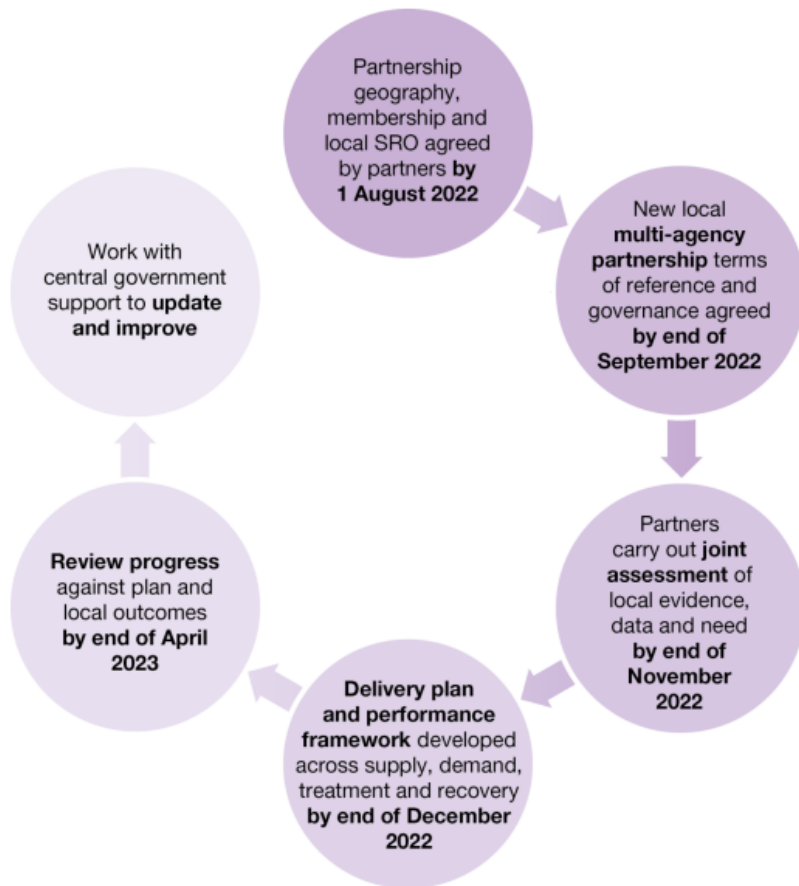 Partnership
geography,
membership and
local SRO agreed
by partners by
1 August 2022
New local
multi-agency
partnership terms
of reference and
governance agreed
by end of
September 2022
Partners
carry out joint
assessment of
local evidence,
data and need
by end of
November
2022
Delivery plan
and performance
framework developed
across supply, demand,
treatment and recovery
by end of December
2022
Review progress
against plan and
local outcomes
by end of April
2023
Work with
central government
support to update
and improve